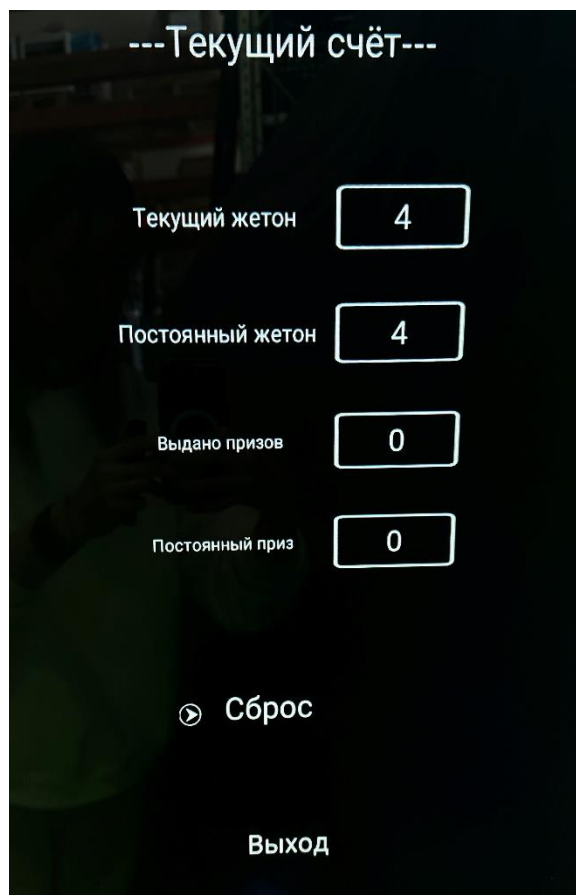 ---Текущий счёт---
Текущий жетон 4
Постоянный жетон 4
Выдано призов 0
Постоянный приз 0
Сброс
Выход